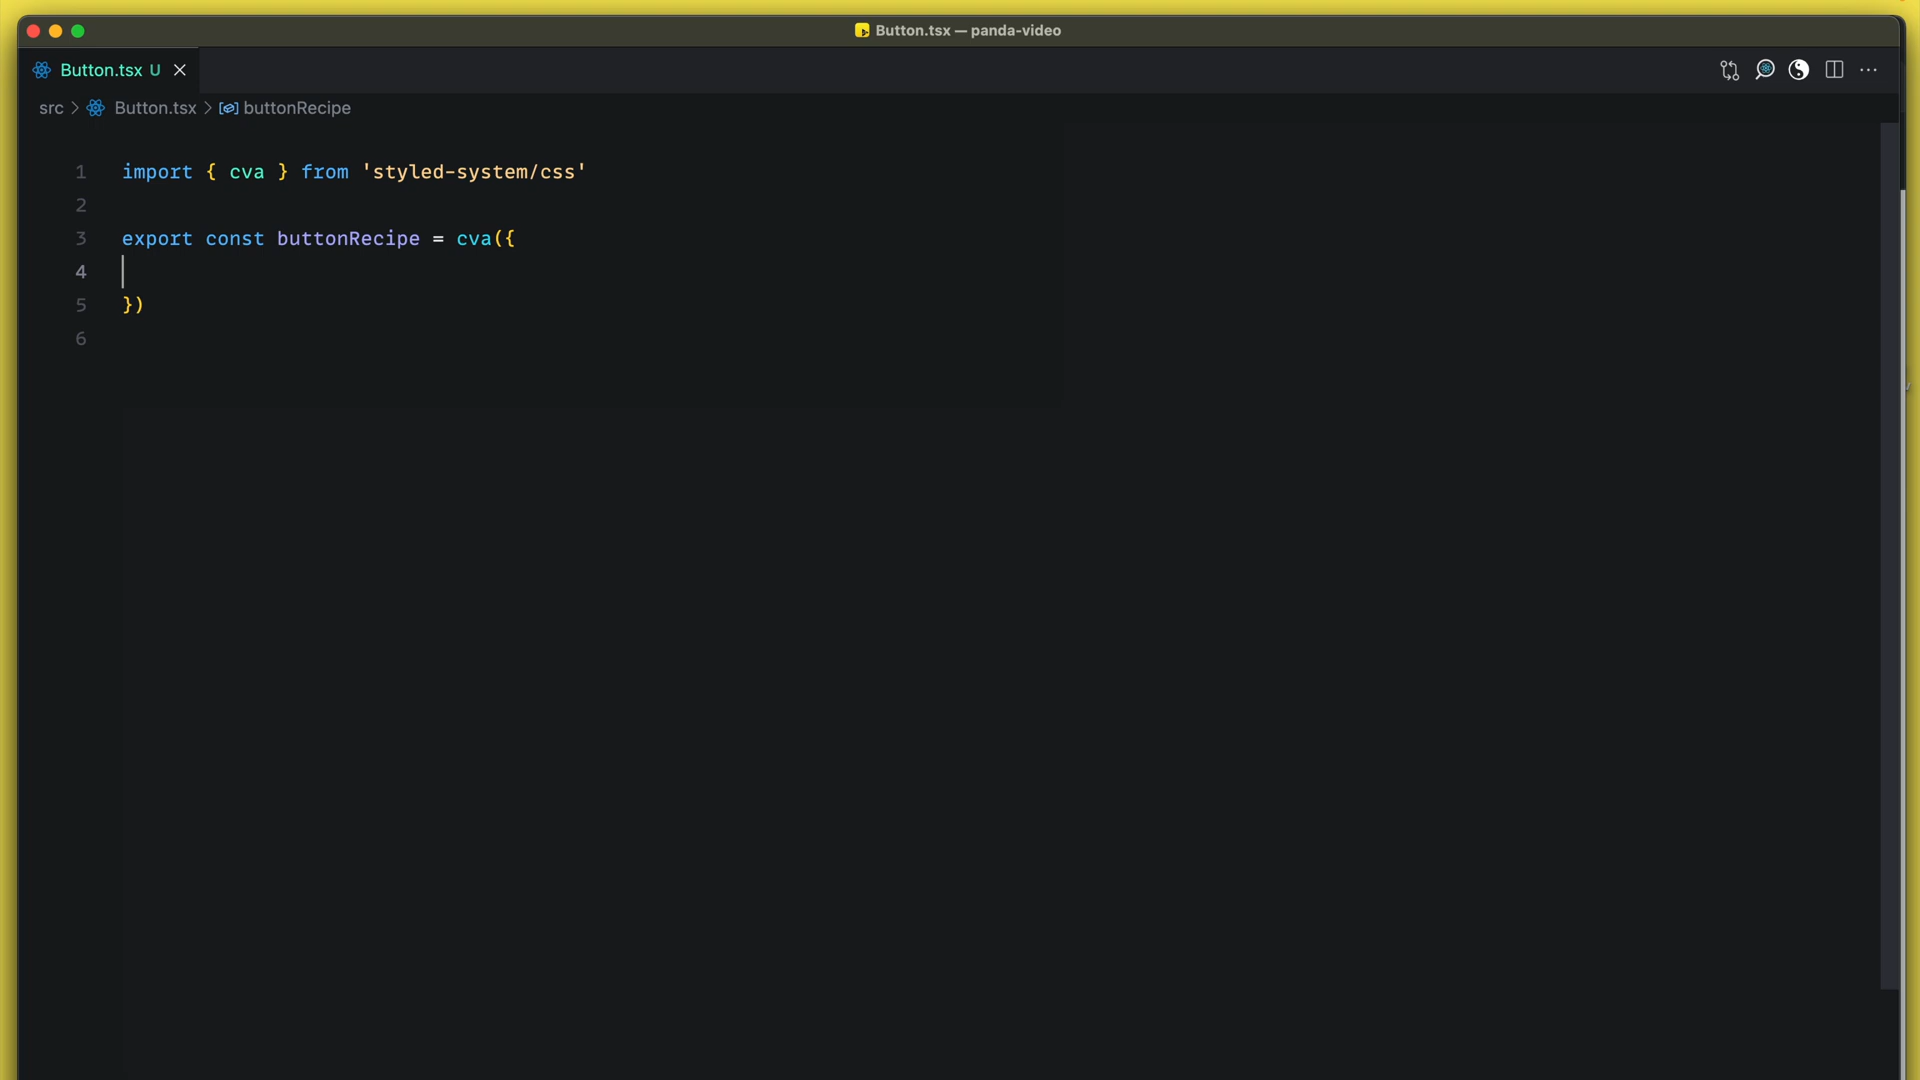 Button.tsx — panda-video
Button.tsx U
src > Button.tsx > buttonRecipe
1 import { cva } from 'styled-system/css'
2
3 export const buttonRecipe = cva({
4
5 })
6